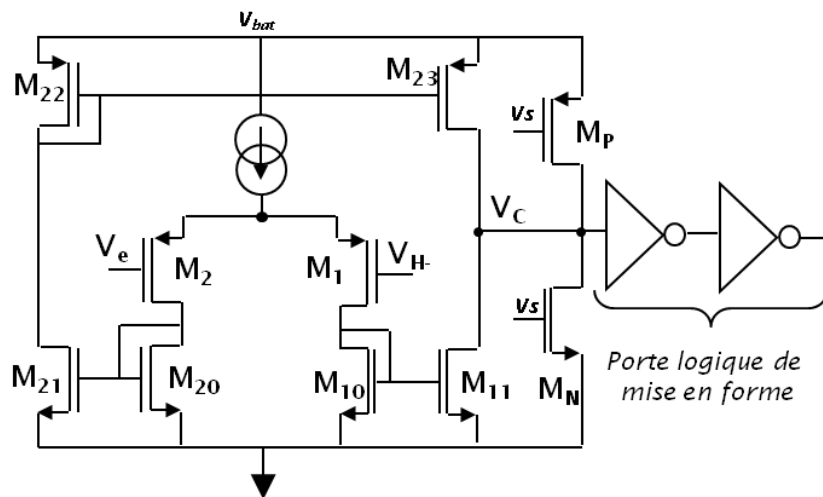 Vbat
M22
M23
Vs
MP
VC
Ve
M2
M1
VH-
Vs
M21
M20
M10
M11
MN
Porte logique de
mise en forme